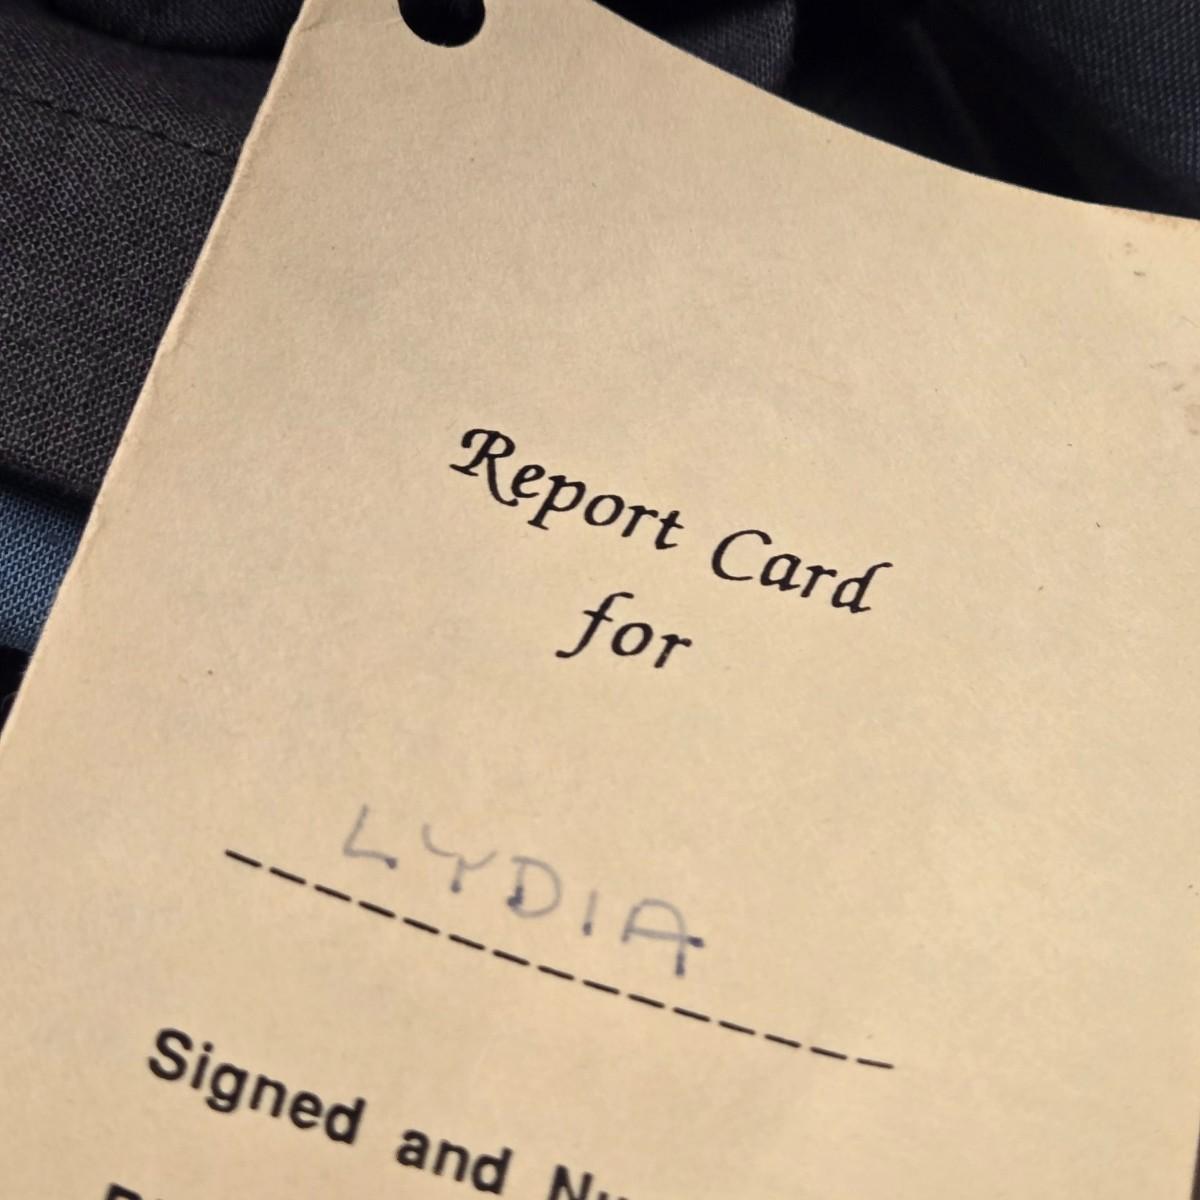 Report Card
for
LYDIA
Signed and